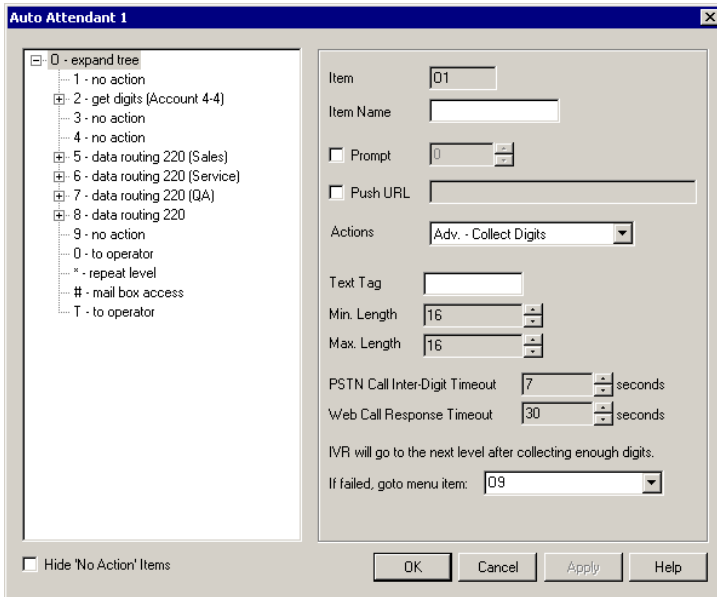 Auto Attendant 1
0 - expand tree
1 - no action
2 - get digits (Account 4-4)
3 - no action
4 - no action
5 - data routing 220 (Sales)
6 - data routing 220 (Service)
7 - data routing 220 (QA)
8 - data routing 220
9 - no action
0 - to operator
* - repeat level
# - mail box access
T - to operator
Hide 'No Action' Items
Item 01
Item Name
Prompt 0
Push URL
Actions Adv. - Collect Digits
Text Tag
Min. Length 16
Max. Length 16
PSTN Call Inter-Digit Timeout 7 seconds
Web Call Response Timeout 30 seconds
IVR will go to the next level after collecting enough digits.
If failed, goto menu item: 09
OK Cancel Apply Help